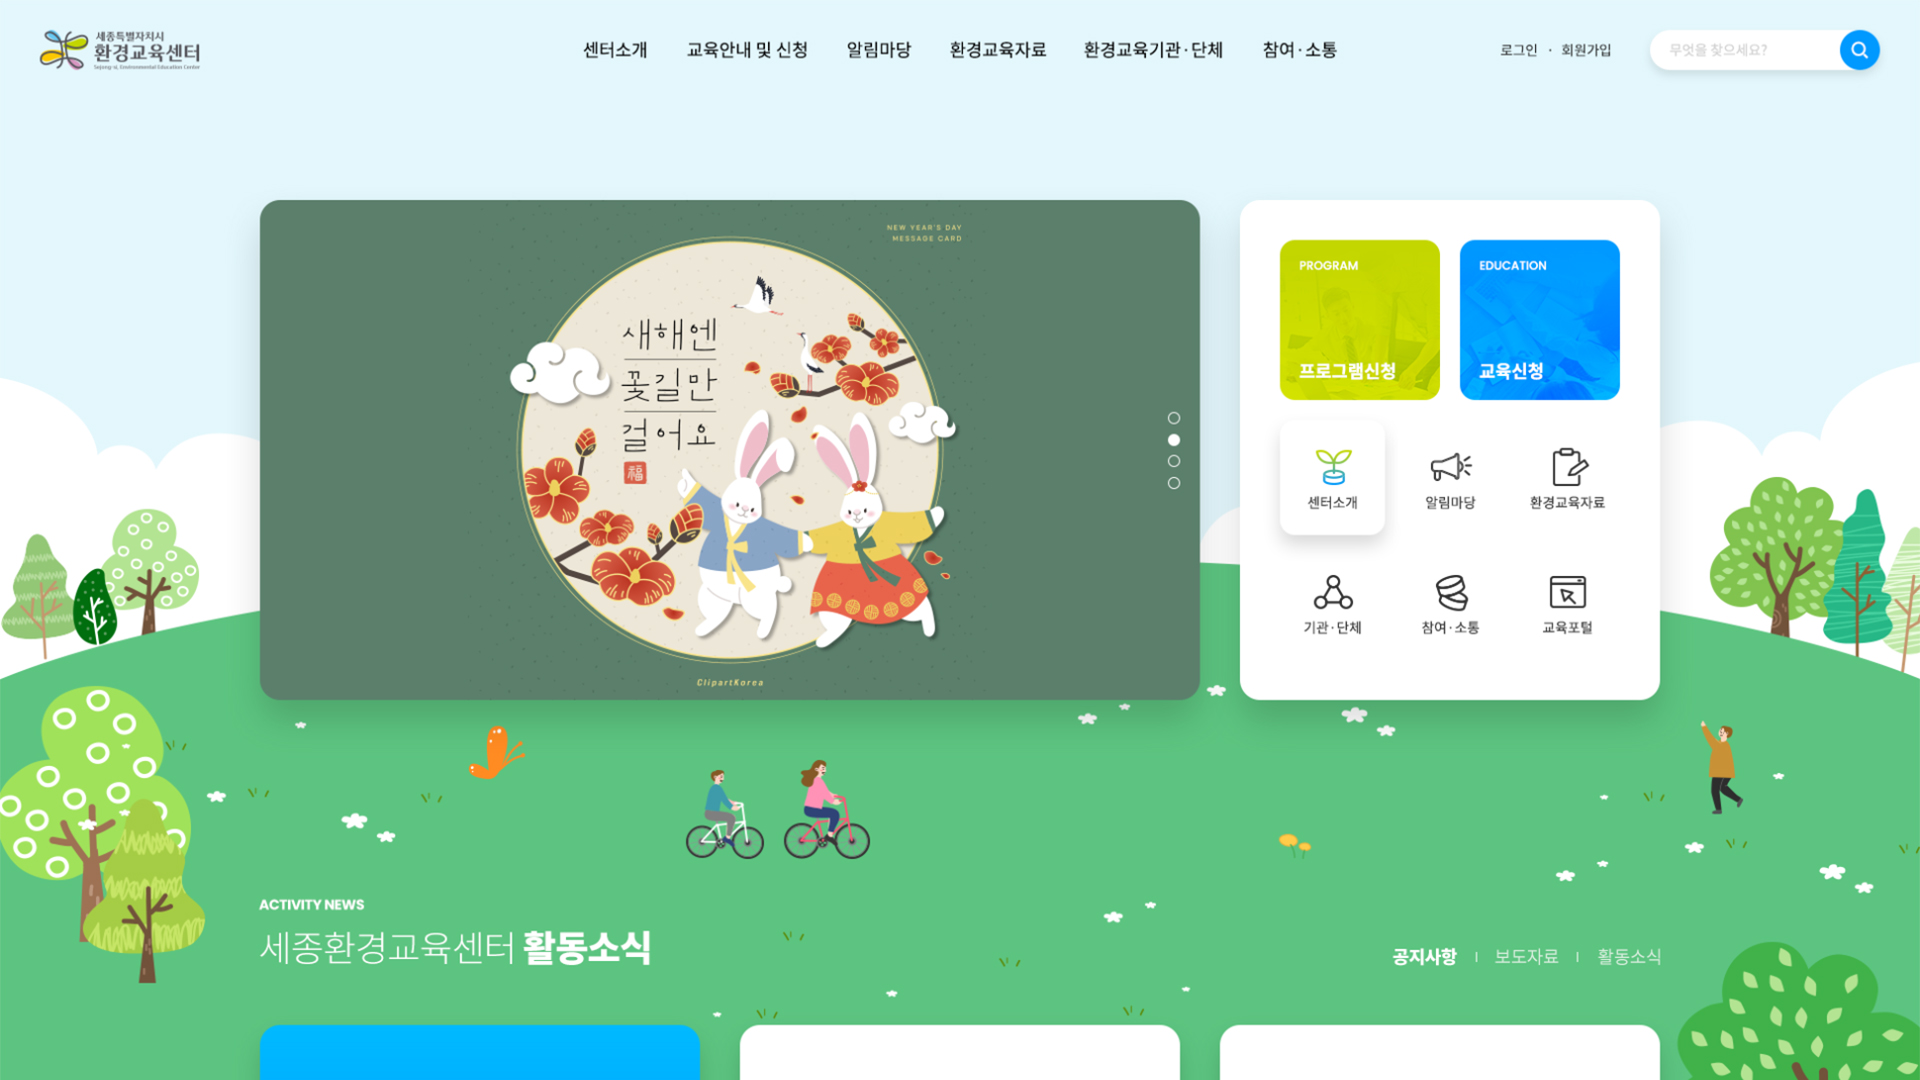 세종특별자치시
환경교육센터
Sejong-si, Environmental Education Center
센터소개
교육안내 및 신청
알림마당
환경교육자료
환경교육기관·단체
참여·소통
로그인 · 회원가입
무엇을 찾으세요?
NEW YEAR'S DAY
MESSAGE CARD
새해엔
꽃길만
걸어요
福
ClipartKorea
PROGRAM
프로그램신청
EDUCATION
교육신청
센터소개
알림마당
환경교육자료
기관·단체
참여·소통
교육포털
ACTIVITY NEWS
세종환경교육센터 활동소식
공지사항 | 보도자료 | 활동소식